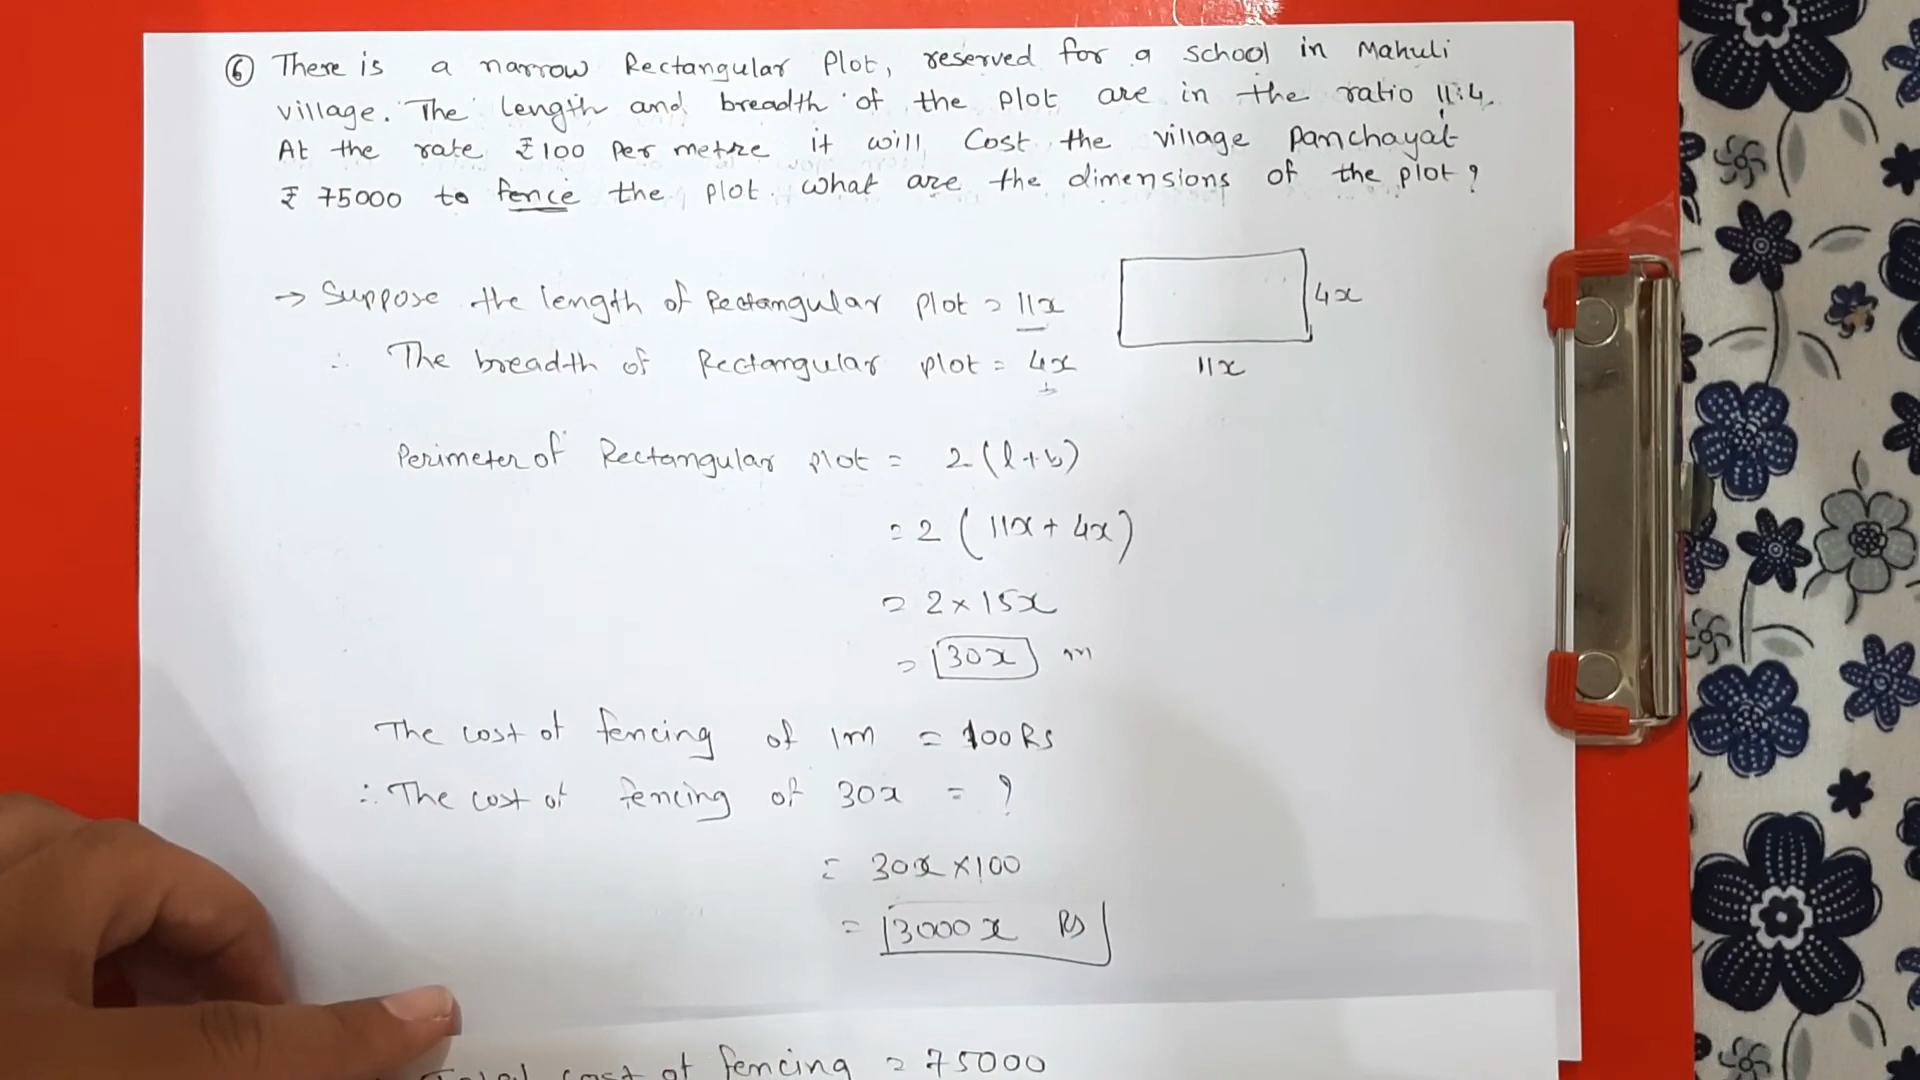 6 There is a narrow Rectangular Plot, reserved for a school in Mahuli
village. The length and breadth of the plot are in the ratio 11:4.
At the rate ₹100 per metre it will cost the village panchayat
₹ 75000 to fence the plot. what are the dimensions of the plot?
→ Suppose the length of Rectangular plot = 11x
4x
∴ The breadth of Rectangular plot = 4x
11x
Perimeter of Rectangular plot = 2(l+b)
= 2 (11x + 4x)
= 2 × 15x
= 30x m
The cost of fencing of 1m = 100 Rs
∴ The cost of fencing of 30x = ?
= 30x × 100
= 3000x Rs
Total cost of fencing = 75000